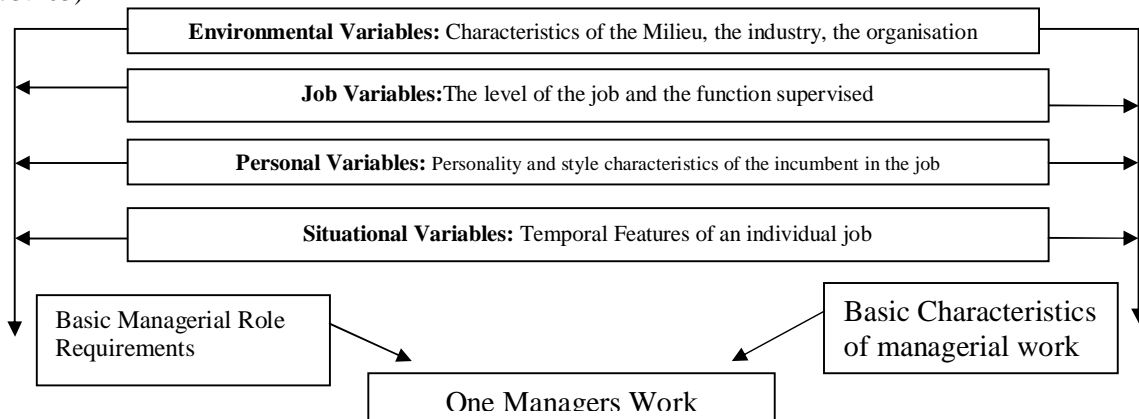 Environmental Variables: Characteristics of the Milieu, the industry, the organisation
Job Variables:The level of the job and the function supervised
Personal Variables: Personality and style characteristics of the incumbent in the job
Situational Variables: Temporal Features of an individual job
Basic Managerial Role
Requirements
Basic Characteristics
of managerial work
One Managers Work